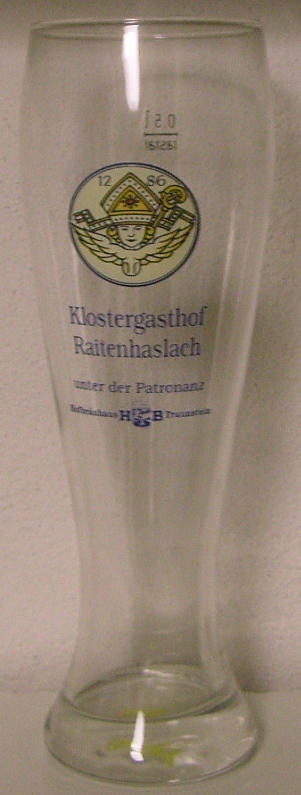 0.5 l
12 86
Klostergasthof
Raitenhaslach
unter der Patronanz
Hofbräuhaus HB Traunstein